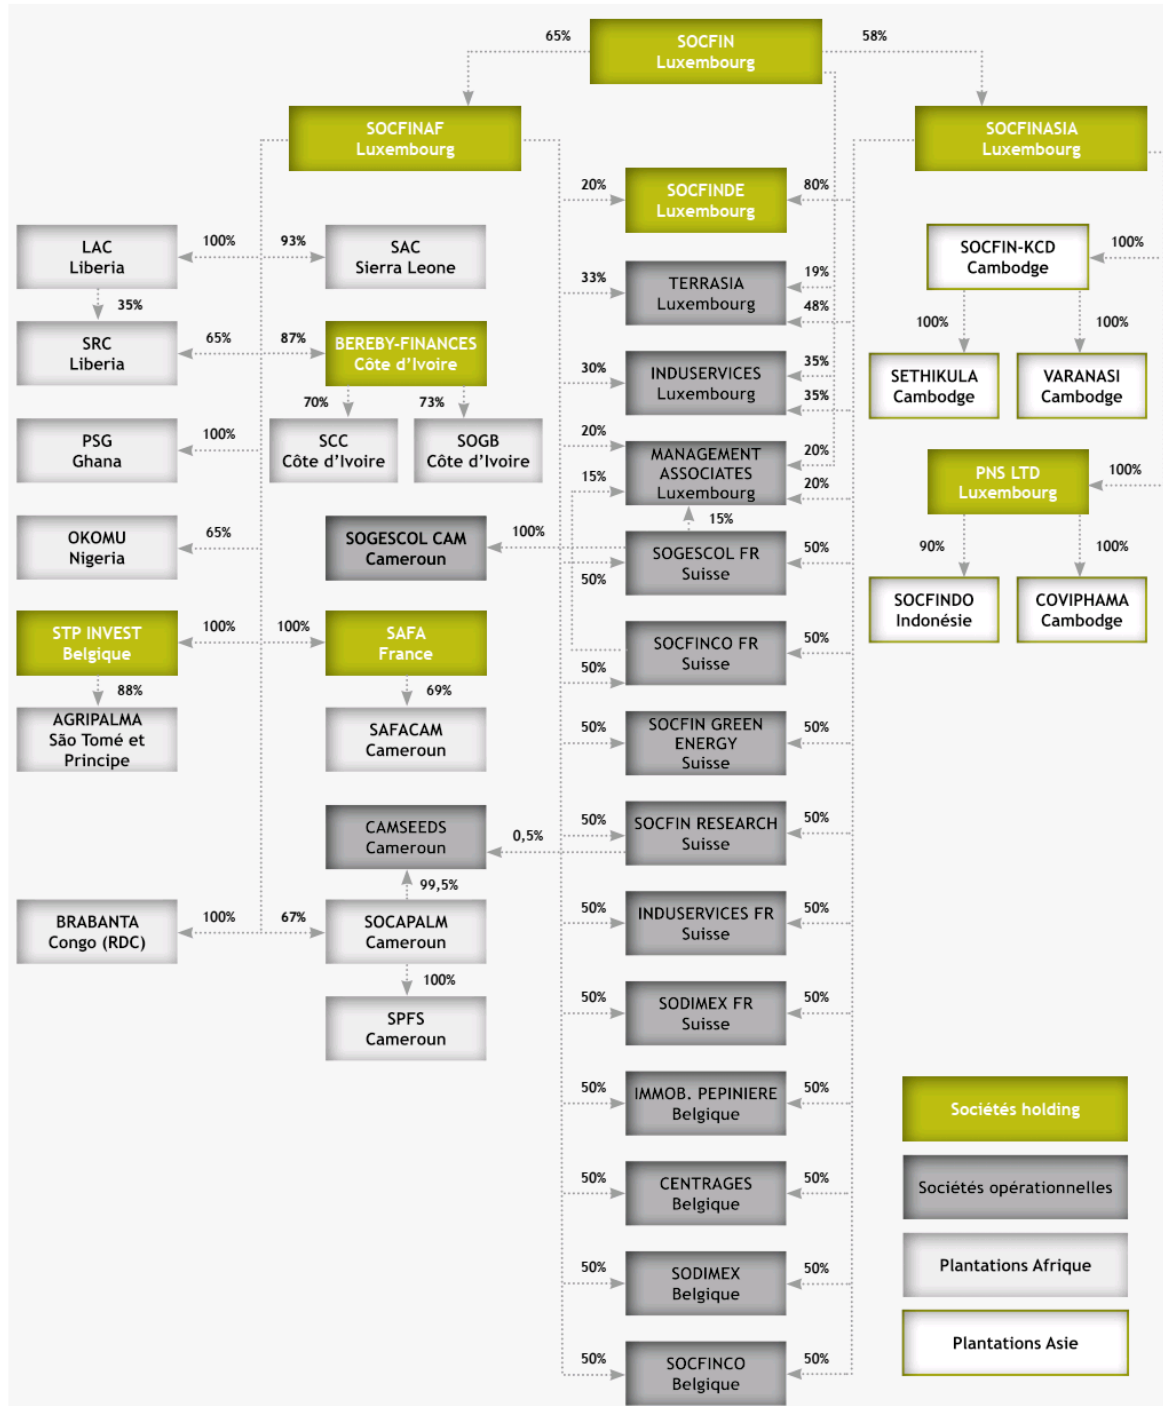 65%
SOCFIN
Luxembourg
58%
SOCFINAF
Luxembourg
SOCFINASIA
Luxembourg
20%
SOCFINDE
Luxembourg
80%
LAC
Liberia
100%
93%
SAC
Sierra Leone
SOCFIN-KCD
Cambodge
100%
33%
TERRASIA
Luxembourg
19%
48%
35%
SRC
Liberia
65%
87%
BEREBY-FINANCES
Côte d'Ivoire
100%
100%
30%
INDUSERVICES
Luxembourg
35%
35%
SETHIKULA
Cambodge
VARANASI
Cambodge
70%
73%
PSG
Ghana
100%
SCC
Côte d'Ivoire
SOGB
Côte d'Ivoire
20%
15%
MANAGEMENT
ASSOCIATES
Luxembourg
20%
20%
PNS LTD
Luxembourg
100%
15%
OKOMU
Nigeria
65%
SOGESCOL CAM
Cameroun
100%
50%
SOGESCOL FR
Suisse
50%
90%
100%
SOCFINDO
Indonésie
COVIPHAMA
Cambodge
STP INVEST
Belgique
100%
100%
SAFA
France
50%
SOCFINCO FR
Suisse
50%
88%
69%
AGRIPALMA
São Tomé et
Principe
SAFACAM
Cameroun
50%
SOCFIN GREEN
ENERGY
Suisse
50%
CAMSEEDS
Cameroun
0,5%
50%
SOCFIN RESEARCH
Suisse
50%
99,5%
BRABANTA
Congo (RDC)
100%
67%
SOCAPALM
Cameroun
50%
INDUSERVICES FR
Suisse
50%
100%
SPFS
Cameroun
50%
SODIMEX FR
Suisse
50%
50%
IMMOB. PEPINIERE
Belgique
50%
Sociétés holding
50%
CENTRAGES
Belgique
50%
Sociétés opérationnelles
Plantations Afrique
50%
SODIMEX
Belgique
50%
Plantations Asie
50%
SOCFINCO
Belgique
50%